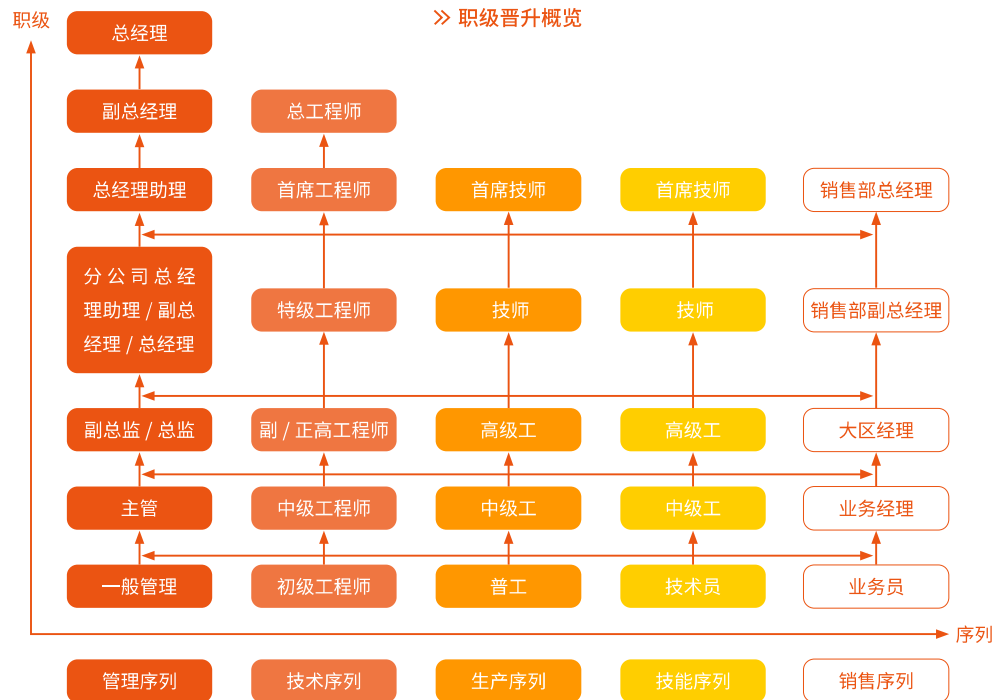 职级
职级晋升概览
总经理
副总经理
总工程师
总经理助理
首席工程师
首席技师
首席技师
销售部总经理
分公司总经
理助理 / 副总
经理 / 总经理
特级工程师
技师
技师
销售部副总经理
副总监 / 总监
副 / 正高工程师
高级工
高级工
大区经理
主管
中级工程师
中级工
中级工
业务经理
一般管理
初级工程师
普工
技术员
业务员
序列
管理序列
技术序列
生产序列
技能序列
销售序列